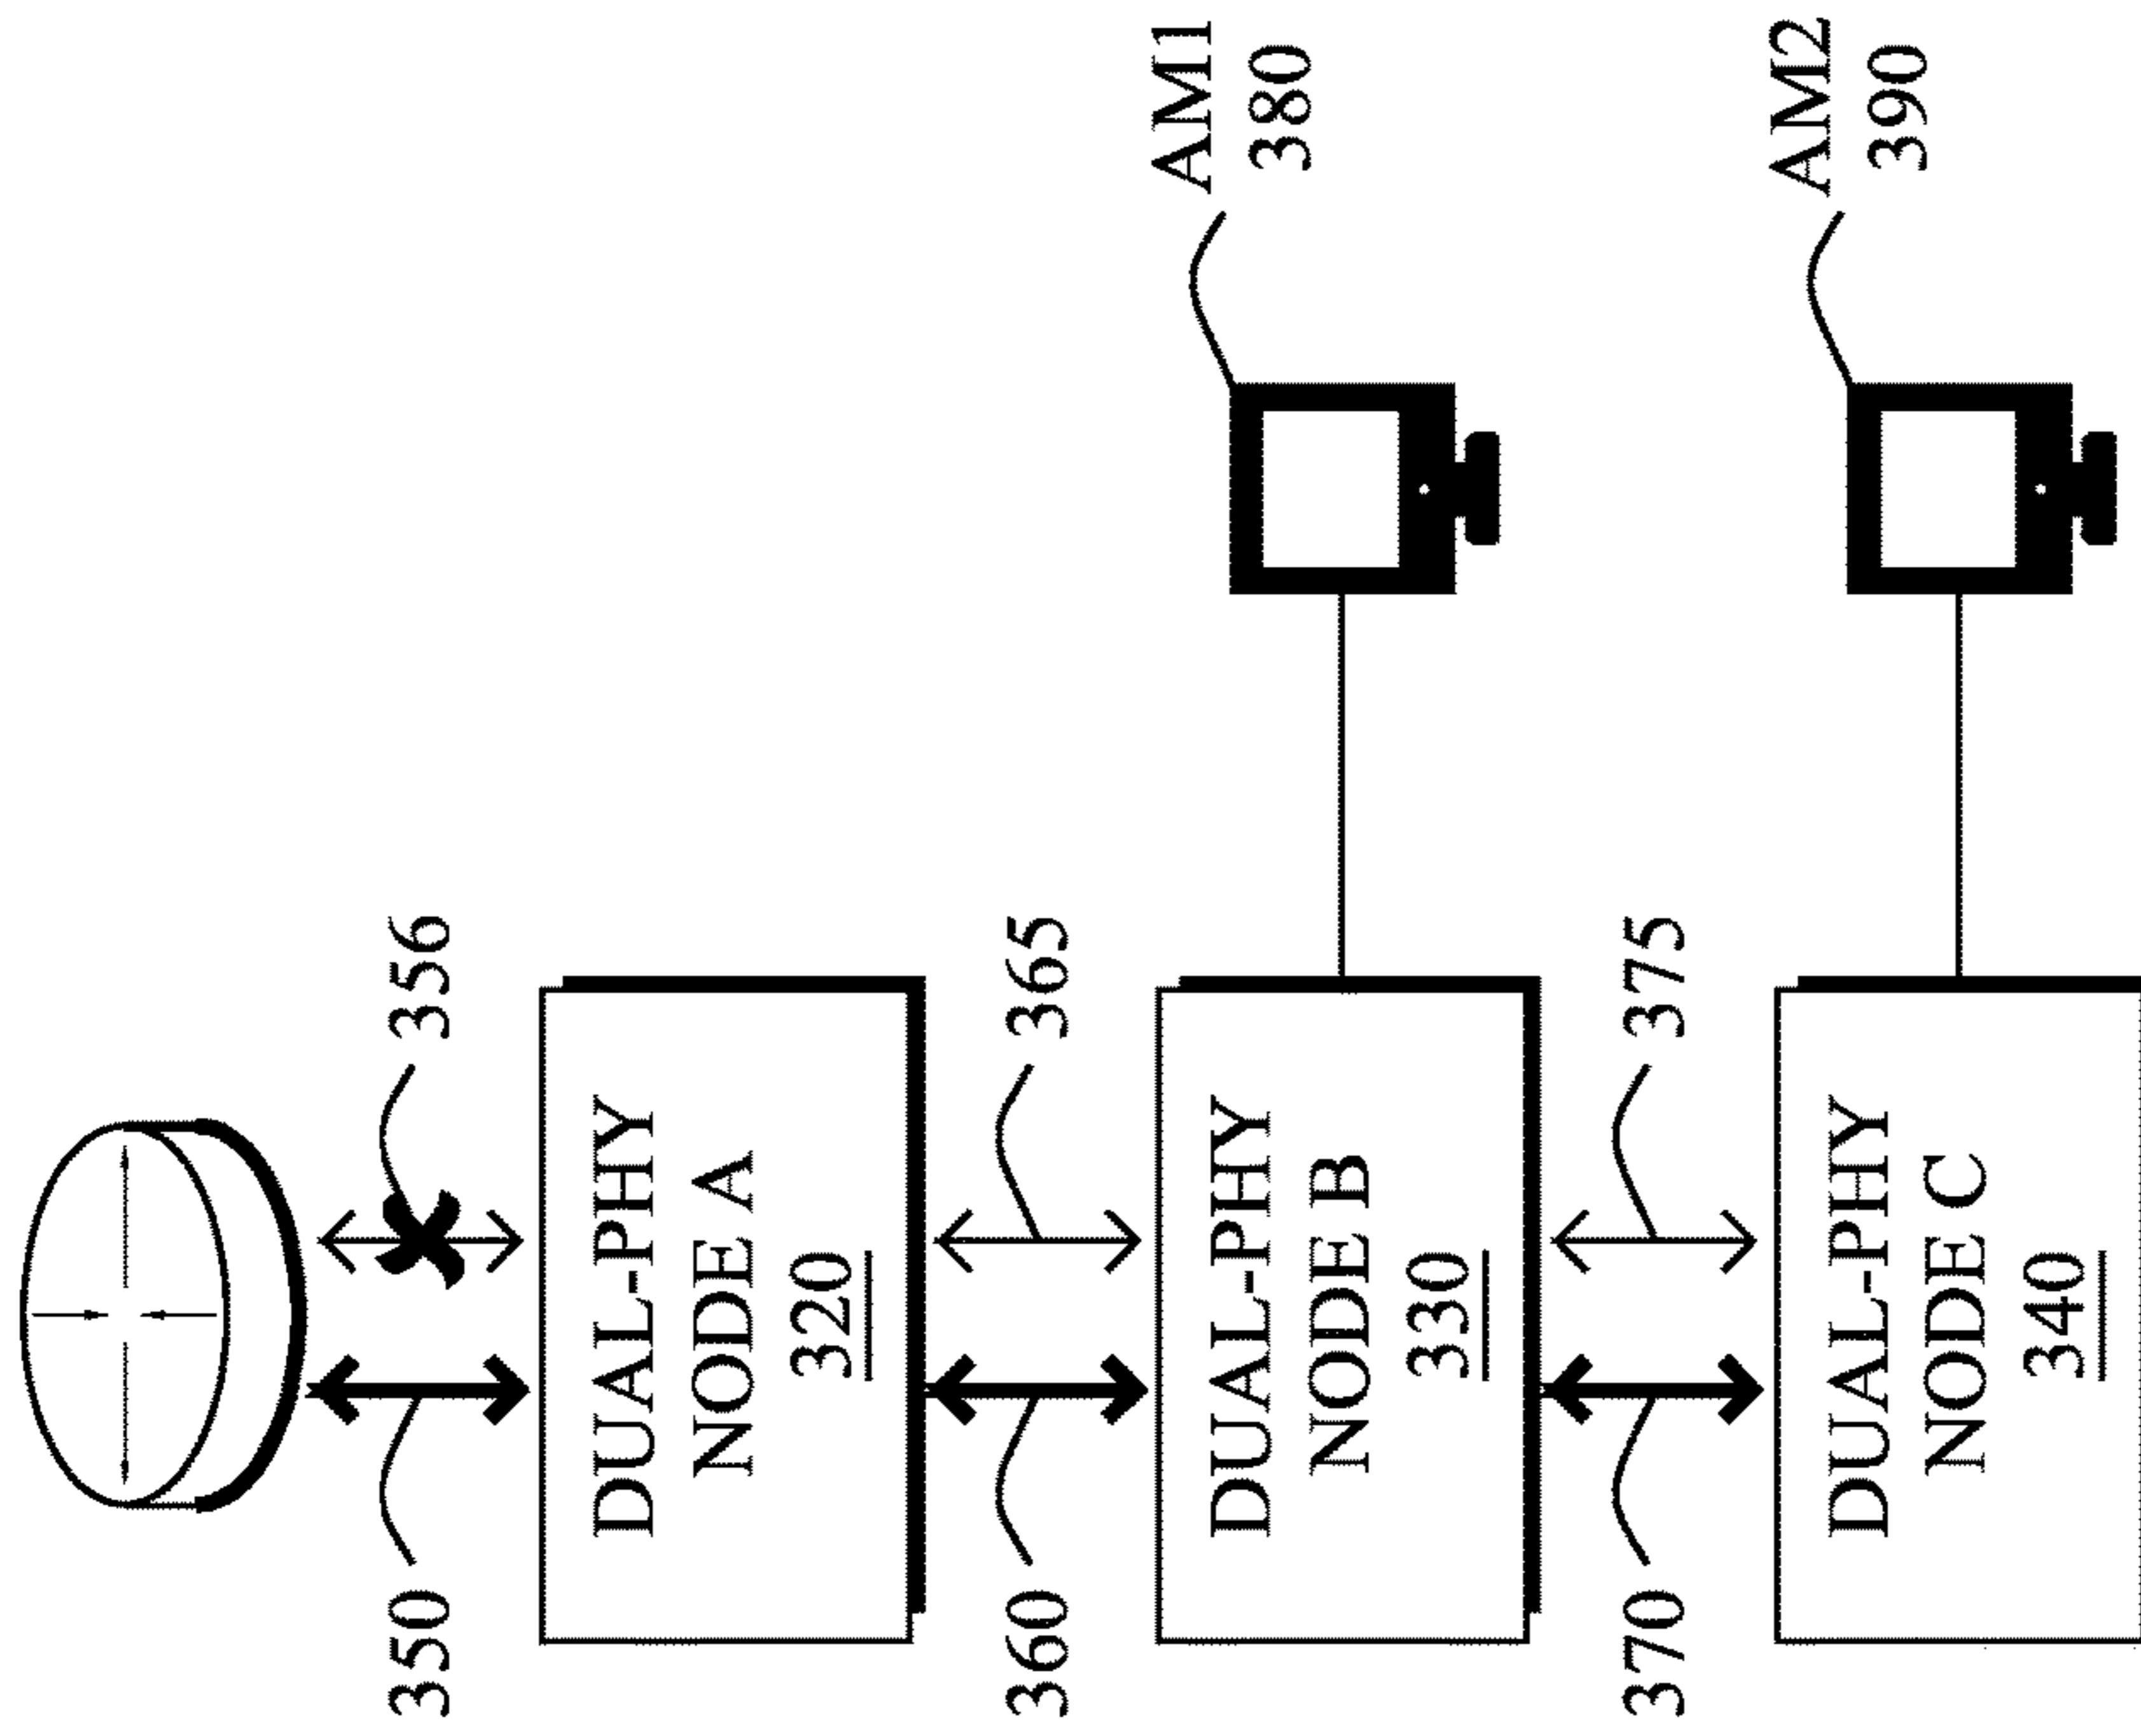 350
356
DUAL-PHY
NODE A
320
360
365
DUAL-PHY
NODE B
330
AM1
380
370
375
DUAL-PHY
NODE C
340
AM2
390